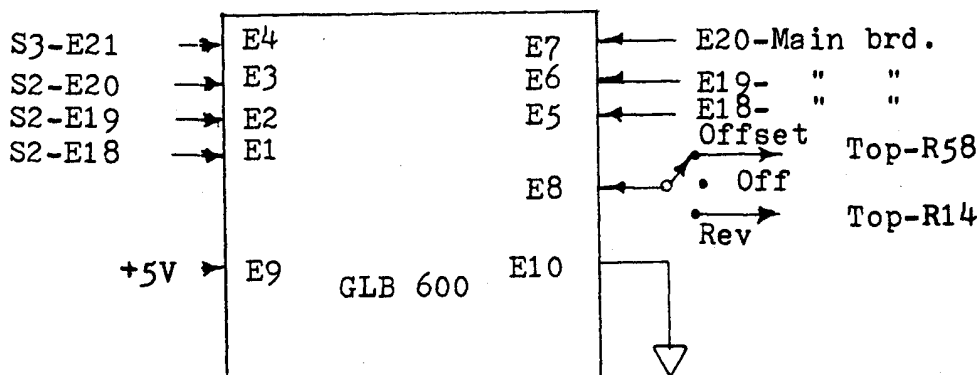 S3-E21
S2-E20
S2-E19
S2-E18
+5V
E4
E3
E2
E1
E9
GLB 600
E7
E6
E5
E8
E10
E20-Main brd.
E19- " "
E18- " "
Offset
Top-R58
Off
Rev
Top-R14